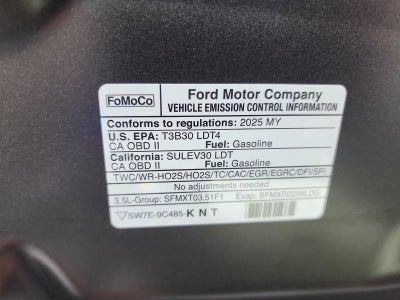 FoMoCo
Ford Motor Company
VEHICLE EMISSION CONTROL INFORMATION
Conforms to regulations: 2025 MY
U.S. EPA: T3B30 LDT4
CA OBD II Fuel: Gasoline
California: SULEV30 LDT
CA OBD II Fuel: Gasoline
TWC/WR-HO2S/HO2S/TC/CAC/EGR/EGRC/DFI/SFI
No adjustments needed.
3.5L-Group: SFMXT03.51F1 Evap:
SW7E-9C485- K N T